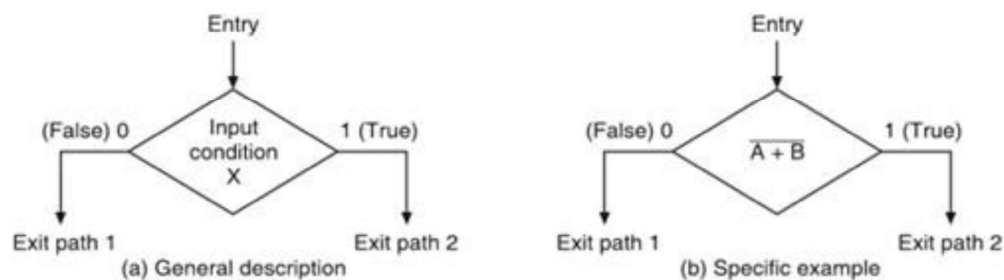 Entry
(False) 0
Input
condition
X
1 (True)
Exit path 1
Exit path 2
(a) General description
Entry
(False) 0
$\overline{A + B}$
1 (True)
Exit path 1
Exit path 2
(b) Specific example